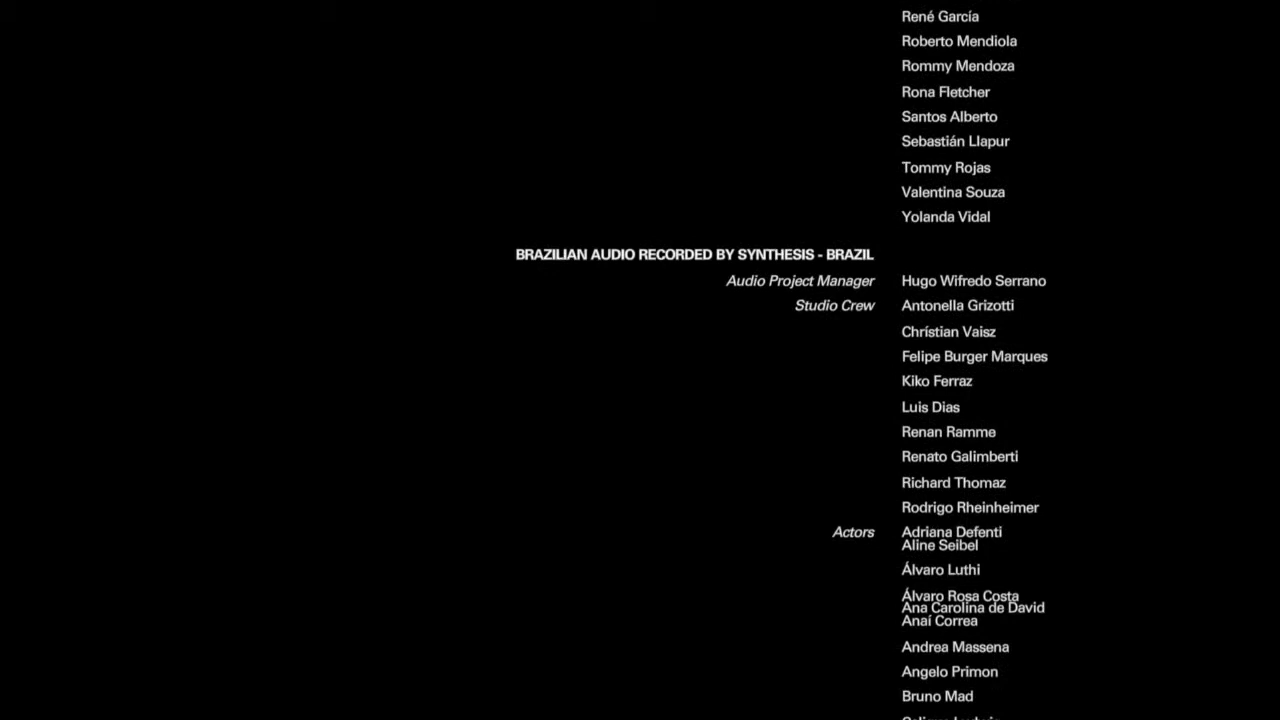 René García
Roberto Mendiola
Rommy Mendoza
Rona Fletcher
Santos Alberto
Sebastián Llapur
Tommy Rojas
Valentina Souza
Yolanda Vidal
BRAZILIAN AUDIO RECORDED BY SYNTHESIS - BRAZIL
Audio Project Manager Hugo Wifredo Serrano
Studio Crew Antonella Grizotti
Chrístian Vaisz
Felipe Burger Marques
Kiko Ferraz
Luis Dias
Renan Ramme
Renato Galimberti
Richard Thomaz
Rodrigo Rheinheimer
Actors Adriana Defenti
Aline Seibel
Álvaro Luthi
Álvaro Rosa Costa
Ana Carolina de David
Anaí Correa
Andrea Massena
Angelo Primon
Bruno Mad